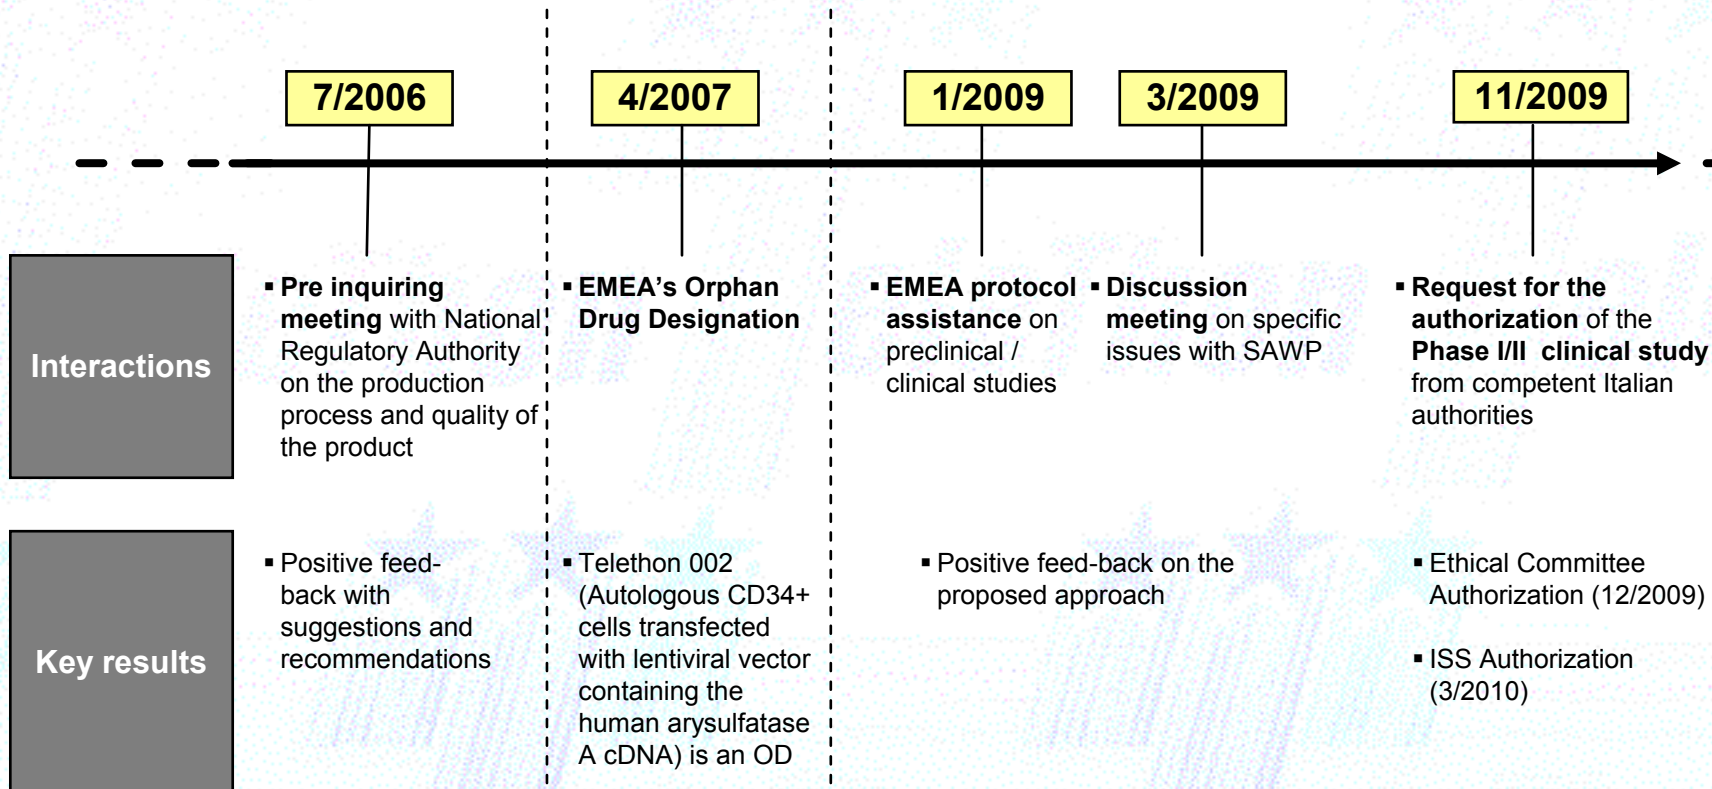 7/2006
4/2007
1/2009
3/2009
11/2009
Interactions
▪ Pre inquiring
meeting with National
Regulatory Authority
on the production
process and quality of
the product
▪ EMEA’s Orphan
Drug Designation
▪ EMEA protocol
assistance on
preclinical /
clinical studies
▪ Discussion
meeting on specific
issues with SAWP
▪ Request for the
authorization of the
Phase I/II clinical study
from competent Italian
authorities
Key results
▪ Positive feed-
back with
suggestions and
recommendations
▪ Telethon 002
(Autologous CD34+
cells transfected
with lentiviral vector
containing the
human arysulfatase
A cDNA) is an OD
▪ Positive feed-back on the
proposed approach
▪ Ethical Committee
Authorization (12/2009)
▪ ISS Authorization
(3/2010)